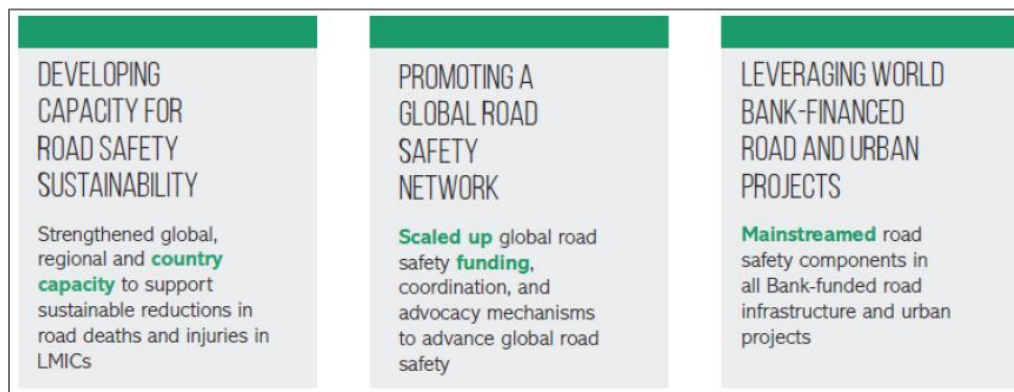 DEVELOPING
CAPACITY FOR
ROAD SAFETY
SUSTAINABILITY
Strengthened global,
regional and country
capacity to support
sustainable reductions in
road deaths and injuries in
LMICs
PROMOTING A
GLOBAL ROAD
SAFETY
NETWORK
Scaled up global road
safety funding,
coordination, and
advocacy mechanisms
to advance global road
safety
LEVERAGING WORLD
BANK-FINANCED
ROAD AND URBAN
PROJECTS
Mainstreamed road
safety components in
all Bank-funded road
infrastructure and urban
projects